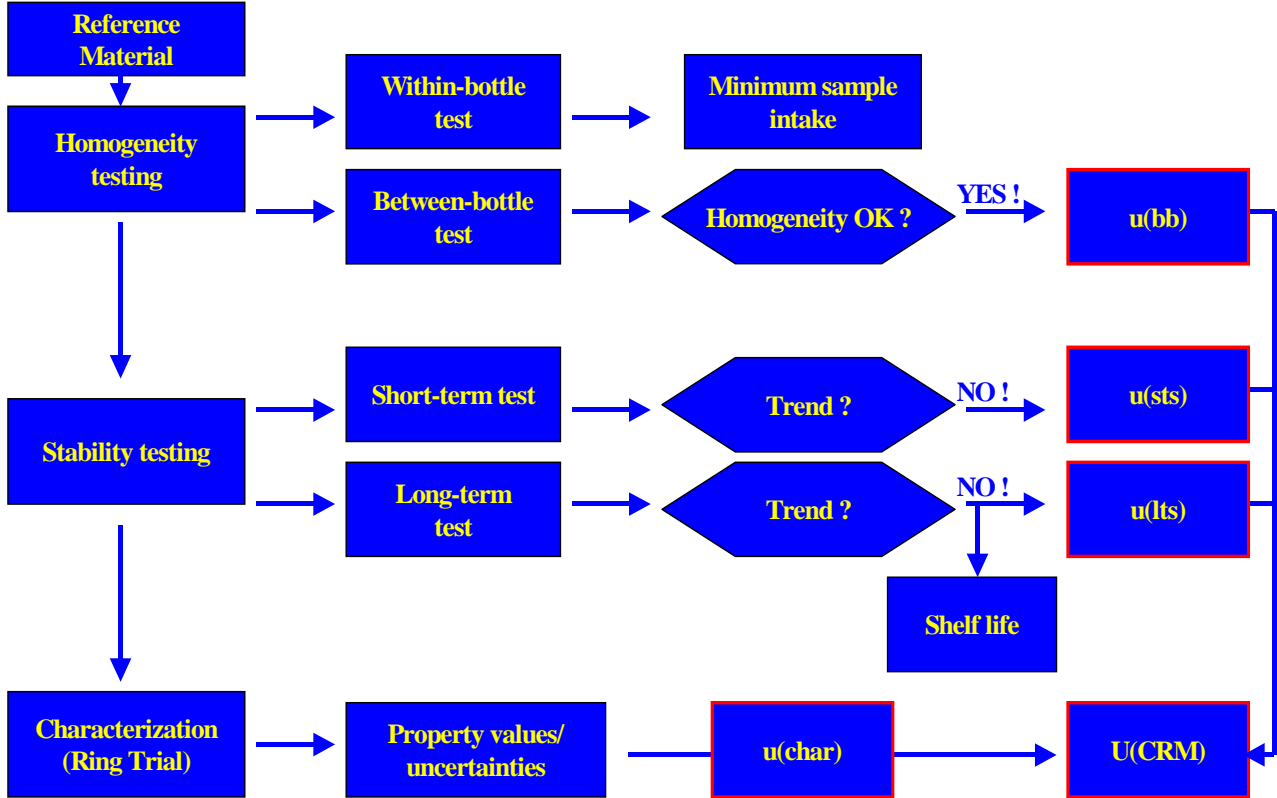 Reference
Material
Within-bottle
test
Minimum sample
intake
Homogeneity
testing
Between-bottle
test
Homogeneity OK ?
YES !
u(bb)
Short-term test
Trend ?
NO !
u(sts)
Stability testing
Long-term
test
Trend ?
NO !
u(lts)
Shelf life
Characterization
(Ring Trial)
Property values/
uncertainties
u(char)
U(CRM)